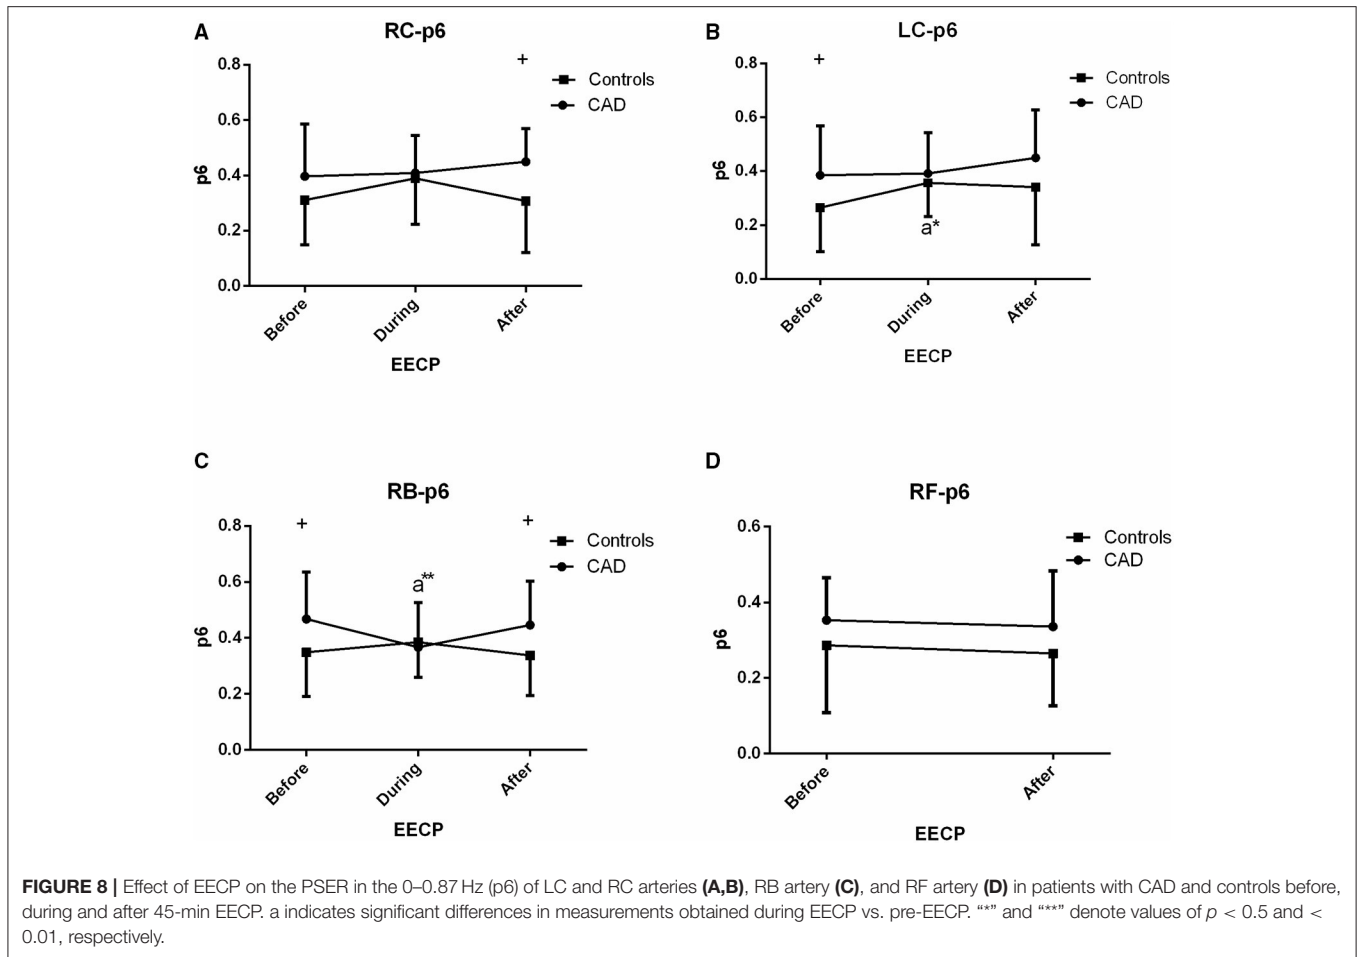 A
RC-p6
+
0.8
0.6
0.4
0.2
0.0
p6
Controls
CAD
Before
During
After
EECP
B
LC-p6
+
0.8
0.6
0.4
0.2
0.0
p6
Controls
CAD
a*
Before
During
After
EECP
C
RB-p6
+
+
0.8
0.6
0.4
0.2
0.0
p6
Controls
CAD
a**
Before
During
After
EECP
D
RF-p6
0.6
0.4
0.2
0.0
p6
Controls
CAD
Before
After
EECP
FIGURE 8 | Effect of EECP on the PSER in the 0–0.87 Hz (p6) of LC and RC arteries (A,B), RB artery (C), and RF artery (D) in patients with CAD and controls before,
during and after 45-min EECP. a indicates significant differences in measurements obtained during EECP vs. pre-EECP. “*” and “**” denote values of p < 0.5 and <
0.01, respectively.